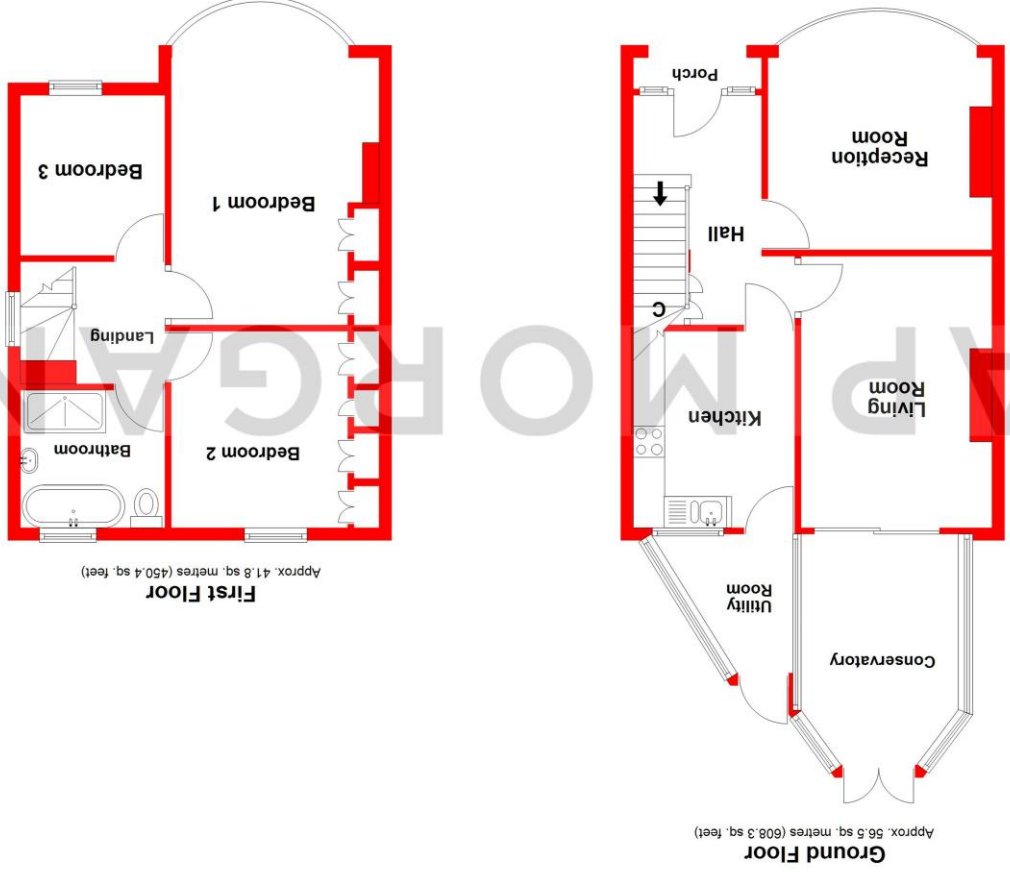 Ground Floor
Approx. 56.5 sq. metres (608.3 sq. feet)
Conservatory
Utility
Room
Living
Room
Kitchen
C
Hall
Reception
Room
Porch
First Floor
Approx. 41.8 sq. metres (450.4 sq. feet)
Bedroom 2
Bathroom
Landing
Bedroom 1
Bedroom 3
AP MORGAN